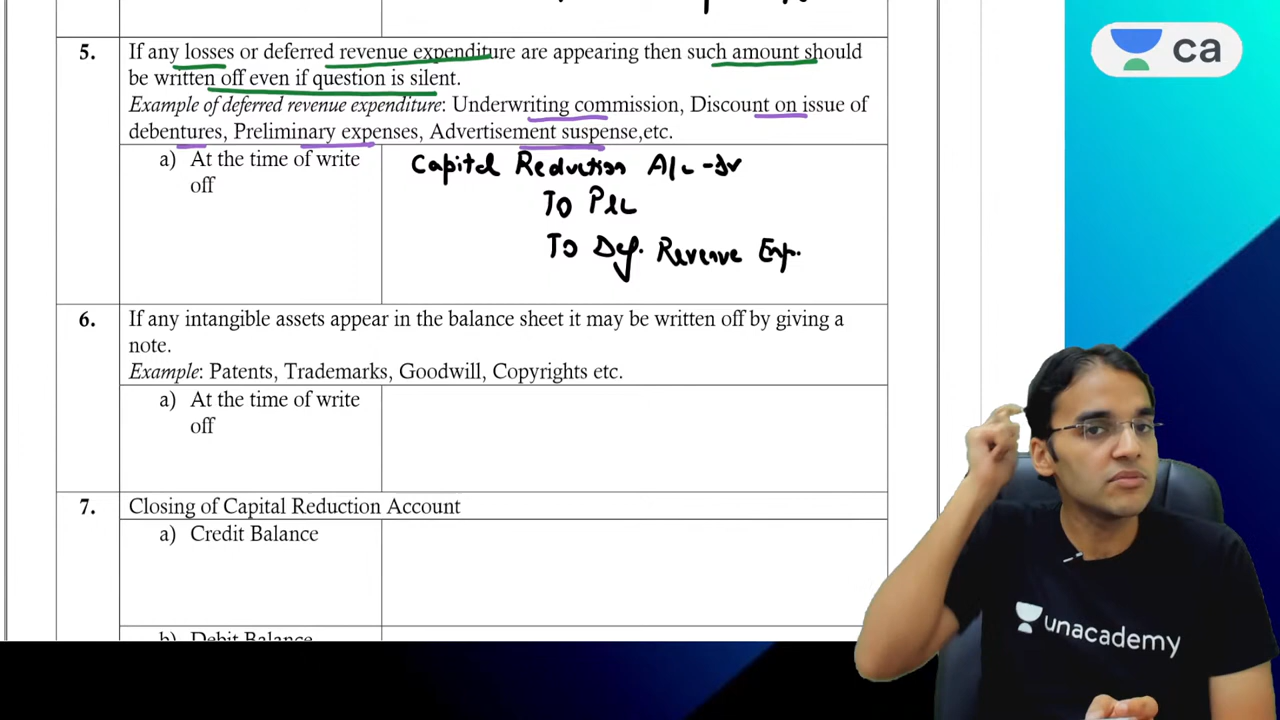 5.
If any losses or deferred revenue expenditure are appearing then such amount should
be written off even if question is silent.
Example of deferred revenue expenditure: Underwriting commission, Discount on issue of
debentures, Preliminary expenses, Advertisement suspense,etc.
a) At the time of write
off
Capital Reduction A/c -Dr
To P&L
To Def. Revenue Exp.
6.
If any intangible assets appear in the balance sheet it may be written off by giving a
note.
Example: Patents, Trademarks, Goodwill, Copyrights etc.
a) At the time of write
off
7.
Closing of Capital Reduction Account
a) Credit Balance
b) Debit Balance
ca
unacademy